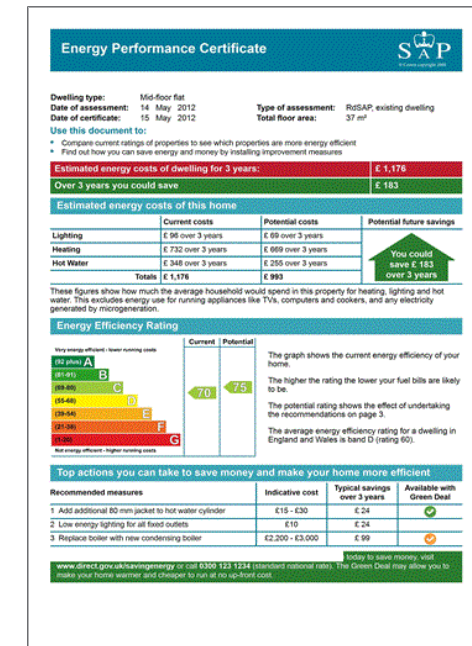 Energy Performance Certificate
SAP
© Crown copyright 2009
Dwelling type: Mid-floor flat
Date of assessment: 14 May 2012 Type of assessment: RdSAP, existing dwelling
Date of certificate: 15 May 2012 Total floor area: 37 m²
Use this document to:
• Compare current ratings of properties to see which properties are more energy efficient
• Find out how you can save energy and money by installing improvement measures
Estimated energy costs of dwelling for 3 years: £ 1,176
Over 3 years you could save £ 183
Estimated energy costs of this home
Current costs Potential costs Potential future savings
Lighting £ 96 over 3 years £ 69 over 3 years
Heating £ 732 over 3 years £ 669 over 3 years
Hot Water £ 348 over 3 years £ 255 over 3 years
Totals £ 1,176 £ 993
You could
save £ 183
over 3 years
These figures show how much the average household would spend in this property for heating, lighting and hot
water. This excludes energy use for running appliances like TVs, computers and cookers, and any electricity
generated by microgeneration.
Energy Efficiency Rating
Current Potential
Very energy efficient - lower running costs
(92 plus) A
(81-91) B
(69-80) C
(55-68) D
(39-54) E
(21-38) F
(1-20) G
Not energy efficient - higher running costs
70 75
The graph shows the current energy efficiency of your
home.
The higher the rating the lower your fuel bills are likely
to be.
The potential rating shows the effect of undertaking
the recommendations on page 3.
The average energy efficiency rating for a dwelling in
England and Wales is band D (rating 60).
Top actions you can take to save money and make your home more efficient
Recommended measures Indicative cost Typical savings over 3 years Available with Green Deal
1 Add additional 80 mm jacket to hot water cylinder £15 - £30 £ 24
2 Low energy lighting for all fixed outlets £10 £ 24
3 Replace boiler with new condensing boiler £2,200 - £3,000 £ 99
today to save money, visit
www.direct.gov.uk/savingenergy or call 0300 123 1234 (standard national rate). The Green Deal may allow you to
make your home warmer and cheaper to run at no up-front cost.